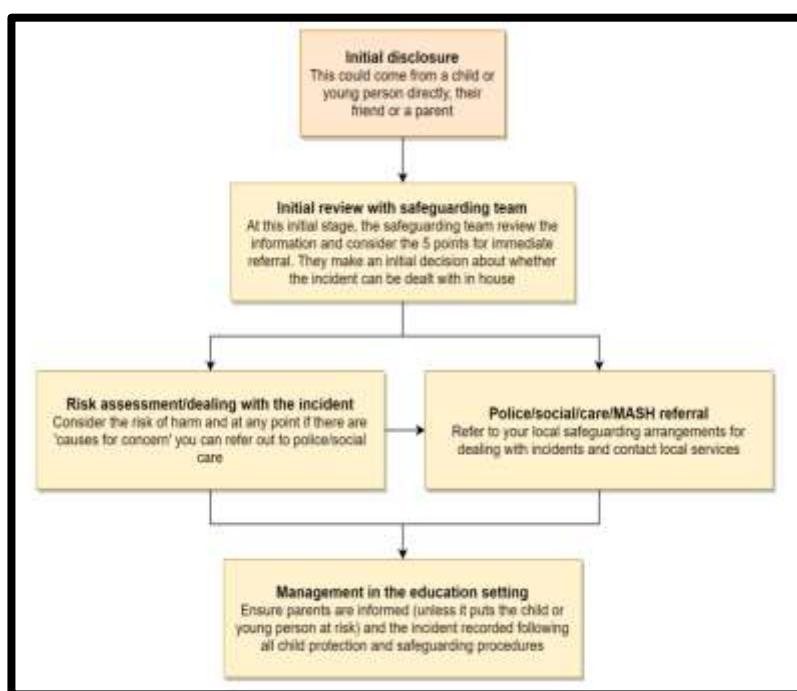 Initial disclosure
This could come from a child or
young person directly, their
friend or a parent
Initial review with safeguarding team
At this initial stage, the safeguarding team review the
information and consider the 5 points for immediate
referral. They make an initial decision about whether
the incident can be dealt with in house
Risk assessment/dealing with the incident
Consider the risk of harm and at any point if there are
'causes for concern' you can refer out to police/social
care
Police/social/care/MASH referral
Refer to your local safeguarding arrangements for
dealing with incidents and contact local services
Management in the education setting
Ensure parents are informed (unless it puts the child or
young person at risk) and the incident recorded following
all child protection and safeguarding procedures